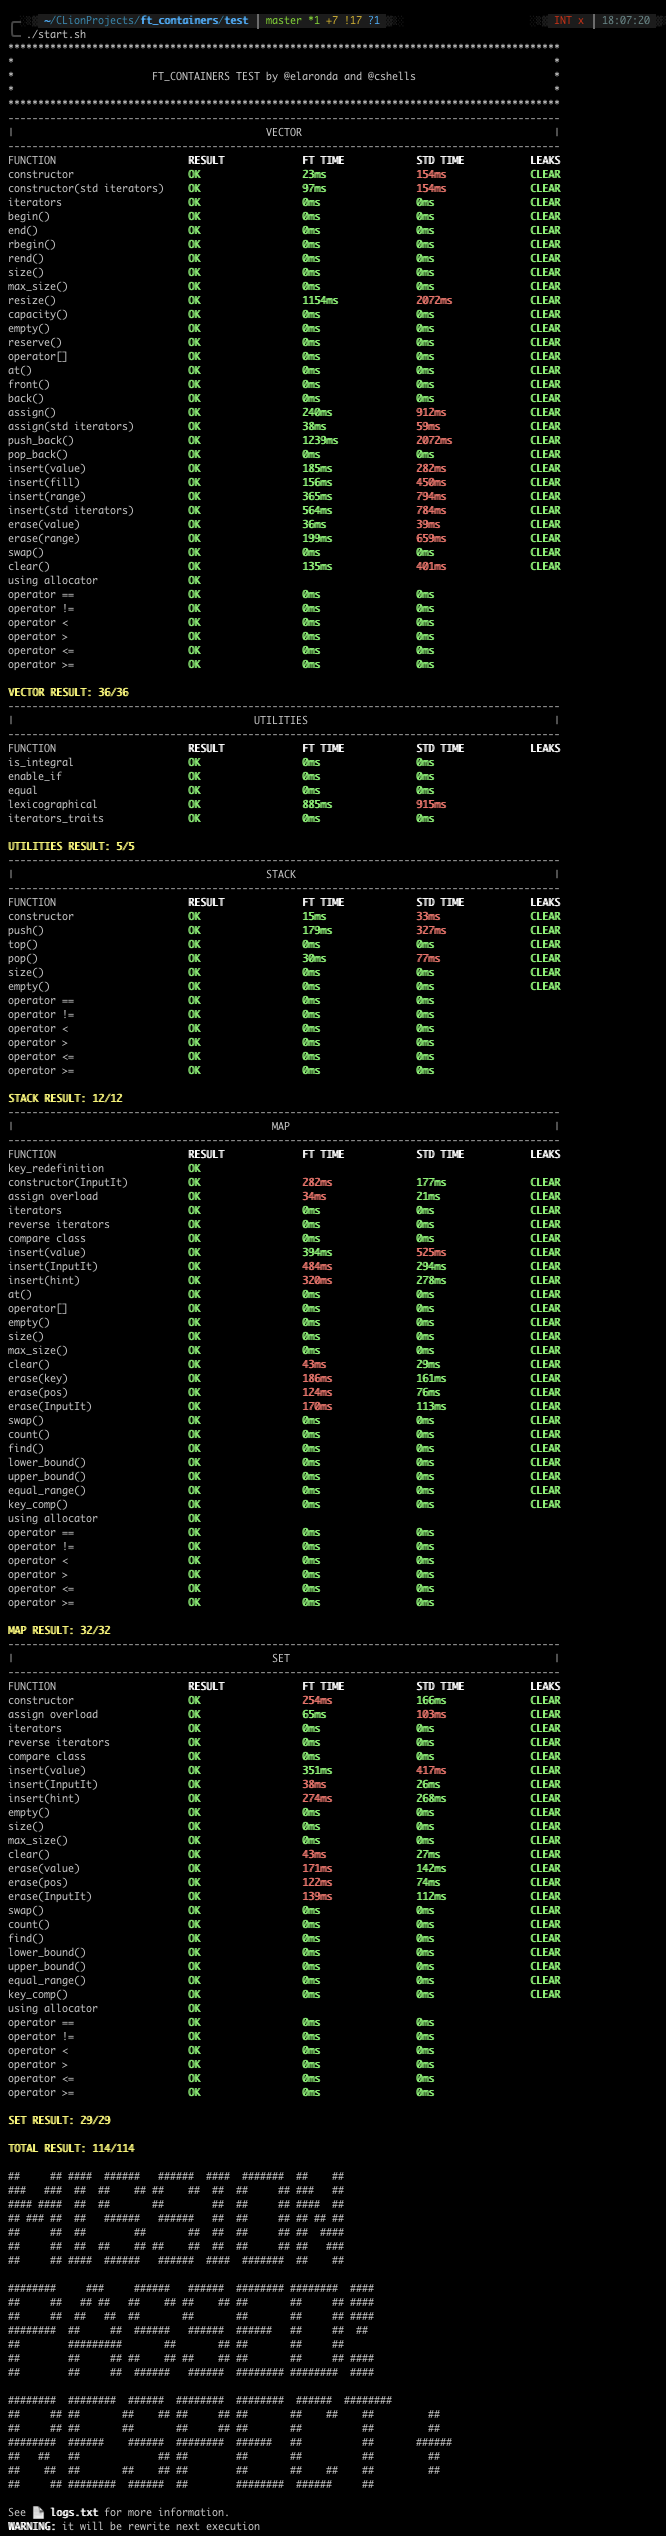 ~/CLionProjects/ft_containers/test | master *1 +7 !17 ?1 INT x | 18:07:20
./start.sh
********************************************************************************************
* *
* FT_CONTAINERS TEST by @elaronda and @cshells *
* *
********************************************************************************************
--------------------------------------------------------------------------------------------
| VECTOR |
--------------------------------------------------------------------------------------------
FUNCTION RESULT FT TIME STD TIME LEAKS
constructor OK 23ms 154ms CLEAR
constructor(std iterators) OK 97ms 154ms CLEAR
iterators OK 0ms 0ms CLEAR
begin() OK 0ms 0ms CLEAR
end() OK 0ms 0ms CLEAR
rbegin() OK 0ms 0ms CLEAR
rend() OK 0ms 0ms CLEAR
size() OK 0ms 0ms CLEAR
max_size() OK 0ms 0ms CLEAR
resize() OK 1154ms 2072ms CLEAR
capacity() OK 0ms 0ms CLEAR
empty() OK 0ms 0ms CLEAR
reserve() OK 0ms 0ms CLEAR
operator[] OK 0ms 0ms CLEAR
at() OK 0ms 0ms CLEAR
front() OK 0ms 0ms CLEAR
back() OK 0ms 0ms CLEAR
assign() OK 240ms 912ms CLEAR
assign(std iterators) OK 38ms 59ms CLEAR
push_back() OK 1239ms 2072ms CLEAR
pop_back() OK 0ms 0ms CLEAR
insert(value) OK 185ms 282ms CLEAR
insert(fill) OK 156ms 450ms CLEAR
insert(range) OK 365ms 794ms CLEAR
insert(std iterators) OK 564ms 784ms CLEAR
erase(value) OK 36ms 39ms CLEAR
erase(range) OK 199ms 659ms CLEAR
swap() OK 0ms 0ms CLEAR
clear() OK 135ms 401ms CLEAR
using allocator OK
operator == OK 0ms 0ms
operator != OK 0ms 0ms
operator < OK 0ms 0ms
operator > OK 0ms 0ms
operator <= OK 0ms 0ms
operator >= OK 0ms 0ms
VECTOR RESULT: 36/36
--------------------------------------------------------------------------------------------
| UTILITIES |
--------------------------------------------------------------------------------------------
FUNCTION RESULT FT TIME STD TIME LEAKS
is_integral OK 0ms 0ms
enable_if OK 0ms 0ms
equal OK 0ms 0ms
lexicographical OK 885ms 915ms
iterators_traits OK 0ms 0ms
UTILITIES RESULT: 5/5
--------------------------------------------------------------------------------------------
| STACK |
--------------------------------------------------------------------------------------------
FUNCTION RESULT FT TIME STD TIME LEAKS
constructor OK 15ms 33ms CLEAR
push() OK 179ms 327ms CLEAR
top() OK 0ms 0ms CLEAR
pop() OK 30ms 77ms CLEAR
size() OK 0ms 0ms CLEAR
empty() OK 0ms 0ms CLEAR
operator == OK 0ms 0ms
operator != OK 0ms 0ms
operator < OK 0ms 0ms
operator > OK 0ms 0ms
operator <= OK 0ms 0ms
operator >= OK 0ms 0ms
STACK RESULT: 12/12
--------------------------------------------------------------------------------------------
| MAP |
--------------------------------------------------------------------------------------------
FUNCTION RESULT FT TIME STD TIME LEAKS
key_redefinition OK
constructor(InputIt) OK 282ms 177ms CLEAR
assign overload OK 34ms 21ms CLEAR
iterators OK 0ms 0ms CLEAR
reverse iterators OK 0ms 0ms CLEAR
compare class OK 0ms 0ms CLEAR
insert(value) OK 394ms 525ms CLEAR
insert(InputIt) OK 484ms 294ms CLEAR
insert(hint) OK 320ms 278ms CLEAR
at() OK 0ms 0ms CLEAR
operator[] OK 0ms 0ms CLEAR
empty() OK 0ms 0ms CLEAR
size() OK 0ms 0ms CLEAR
max_size() OK 0ms 0ms CLEAR
clear() OK 43ms 29ms CLEAR
erase(key) OK 186ms 161ms CLEAR
erase(pos) OK 124ms 76ms CLEAR
erase(InputIt) OK 170ms 113ms CLEAR
swap() OK 0ms 0ms CLEAR
count() OK 0ms 0ms CLEAR
find() OK 0ms 0ms CLEAR
lower_bound() OK 0ms 0ms CLEAR
upper_bound() OK 0ms 0ms CLEAR
equal_range() OK 0ms 0ms CLEAR
key_comp() OK 0ms 0ms CLEAR
using allocator OK
operator == OK 0ms 0ms
operator != OK 0ms 0ms
operator < OK 0ms 0ms
operator > OK 0ms 0ms
operator <= OK 0ms 0ms
operator >= OK 0ms 0ms
MAP RESULT: 32/32
--------------------------------------------------------------------------------------------
| SET |
--------------------------------------------------------------------------------------------
FUNCTION RESULT FT TIME STD TIME LEAKS
constructor OK 254ms 166ms CLEAR
assign overload OK 65ms 103ms CLEAR
iterators OK 0ms 0ms CLEAR
reverse iterators OK 0ms 0ms CLEAR
compare class OK 0ms 0ms CLEAR
insert(value) OK 351ms 417ms CLEAR
insert(InputIt) OK 38ms 26ms CLEAR
insert(hint) OK 274ms 268ms CLEAR
empty() OK 0ms 0ms CLEAR
size() OK 0ms 0ms CLEAR
max_size() OK 0ms 0ms CLEAR
clear() OK 43ms 27ms CLEAR
erase(value) OK 171ms 142ms CLEAR
erase(pos) OK 122ms 74ms CLEAR
erase(InputIt) OK 139ms 112ms CLEAR
swap() OK 0ms 0ms CLEAR
count() OK 0ms 0ms CLEAR
find() OK 0ms 0ms CLEAR
lower_bound() OK 0ms 0ms CLEAR
upper_bound() OK 0ms 0ms CLEAR
equal_range() OK 0ms 0ms CLEAR
key_comp() OK 0ms 0ms CLEAR
using allocator OK
operator == OK 0ms 0ms
operator != OK 0ms 0ms
operator < OK 0ms 0ms
operator > OK 0ms 0ms
operator <= OK 0ms 0ms
operator >= OK 0ms 0ms
SET RESULT: 29/29
TOTAL RESULT: 114/114
MISSION
PASSED!
RESPECT+
See logs.txt for more information.
WARNING: it will be rewrite next execution